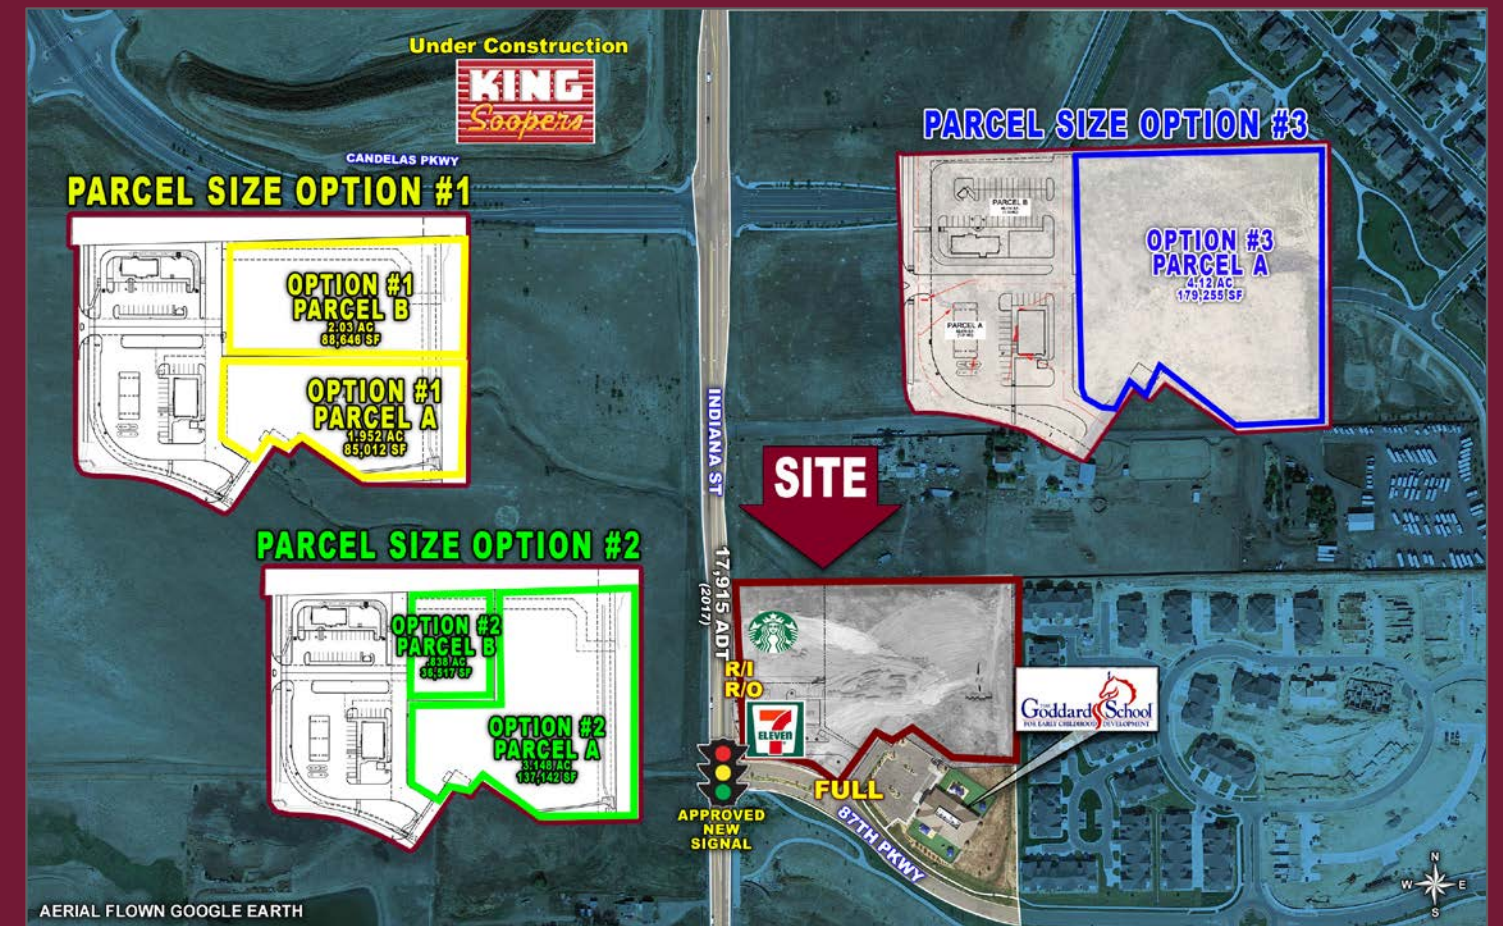 Under Construction
KING
Soopers
CANDELAS PKWY
PARCEL SIZE OPTION #1
OPTION #1
PARCEL B
2.03 AC
88,646 SF
OPTION #1
PARCEL A
1.952 AC
85,012 SF
PARCEL SIZE OPTION #3
PARCEL B
PARCEL A
OPTION #3
PARCEL A
4.12 AC
179,255 SF
INDIANA ST
SITE
17,915 ADT
(2017)
PARCEL SIZE OPTION #2
OPTION #2
PARCEL B
.838 AC
36,517 SF
OPTION #2
PARCEL A
3.148 AC
137,142 SF
R/I
R/O
7
ELEVEN
Goddard School
FOR EARLY CHILDHOOD DEVELOPMENT
FULL
87TH PKWY
APPROVED
NEW
SIGNAL
N
W E
S
AERIAL FLOWN GOOGLE EARTH